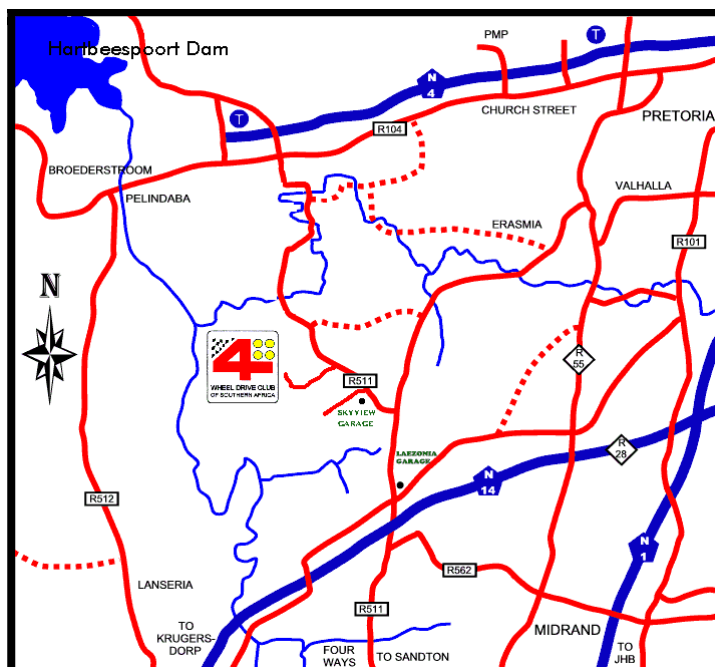 Hartbeespoort Dam
PMP
T
T
N
4
CHURCH STREET
PRETORIA
R104
BROEDERSTROOM
PELINDABA
VALHALLA
ERASMIA
R101
N
4
WHEEL DRIVE CLUB
OF SOUTHERN AFRICA
R511
R
55
SKYVIEW
GARAGE
LAEZONIA
GARAGE
R
28
N
14
R512
N
1
R562
LANSERIA
R511
TO
KRUGERS-
DORP
MIDRAND
FOUR
WAYS
TO SANDTON
TO
JHB